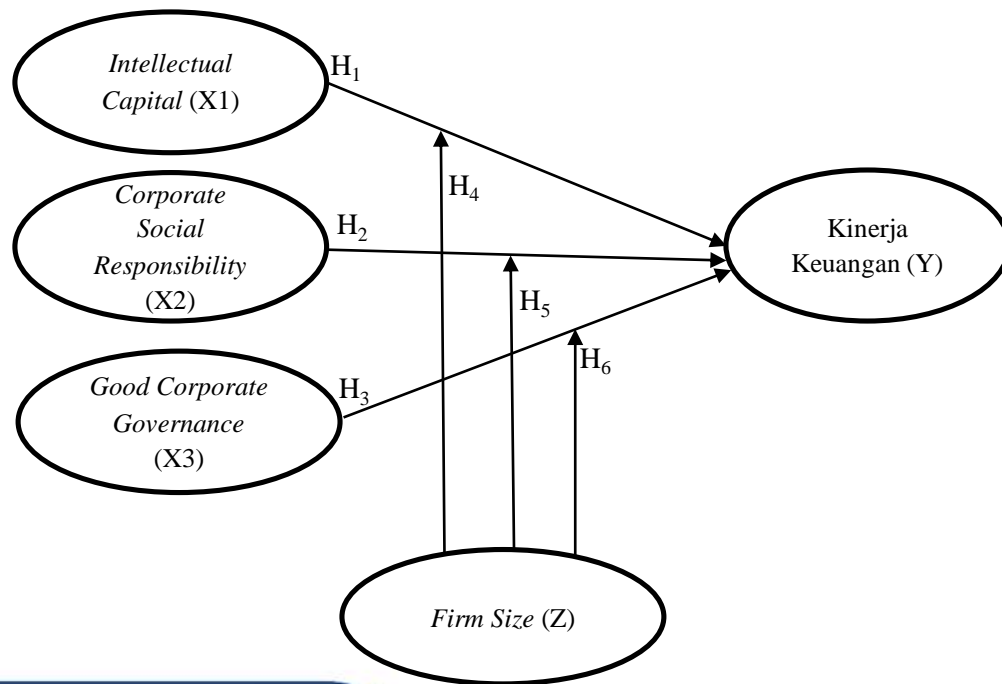 Intellectual
Capital (X1)
H1
Corporate
Social
Responsibility
(X2)
H2
H4
Kinerja
Keuangan (Y)
H5
Good Corporate
Governance
(X3)
H3
H6
Firm Size (Z)